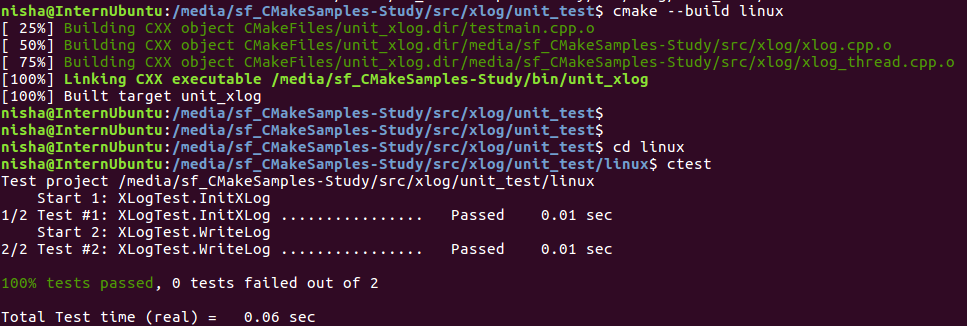 nisha@InternUbuntu:/media/sf_CMakeSamples-Study/src/xlog/unit_test$ cmake --build linux
[ 25%] Building CXX object CMakeFiles/unit_xlog.dir/testmain.cpp.o
[ 50%] Building CXX object CMakeFiles/unit_xlog.dir/media/sf_CMakeSamples-Study/src/xlog/xlog.cpp.o
[ 75%] Building CXX object CMakeFiles/unit_xlog.dir/media/sf_CMakeSamples-Study/src/xlog/xlog_thread.cpp.o
[100%] Linking CXX executable /media/sf_CMakeSamples-Study/bin/unit_xlog
[100%] Built target unit_xlog
nisha@InternUbuntu:/media/sf_CMakeSamples-Study/src/xlog/unit_test$
nisha@InternUbuntu:/media/sf_CMakeSamples-Study/src/xlog/unit_test$
nisha@InternUbuntu:/media/sf_CMakeSamples-Study/src/xlog/unit_test$ cd linux
nisha@InternUbuntu:/media/sf_CMakeSamples-Study/src/xlog/unit_test/linux$ ctest
Test project /media/sf_CMakeSamples-Study/src/xlog/unit_test/linux
    Start 1: XLogTest.InitXLog
1/2 Test #1: XLogTest.InitXLog ................   Passed    0.01 sec
    Start 2: XLogTest.WriteLog
2/2 Test #2: XLogTest.WriteLog ................   Passed    0.01 sec
100% tests passed, 0 tests failed out of 2
Total Test time (real) =   0.06 sec